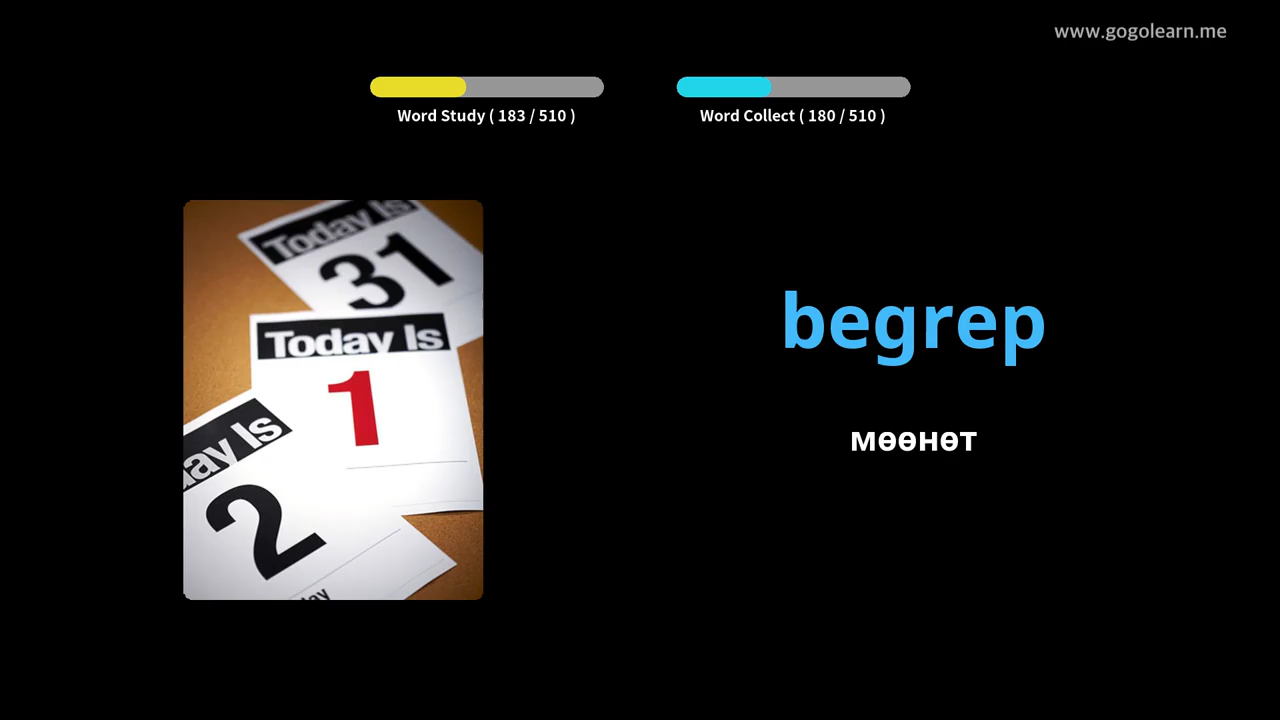 www.gogolearn.me
Word Study ( 183 / 510 )
Word Collect ( 180 / 510 )
Today Is
31
Today Is
1
ay Is
2
begrep
мөөнөт